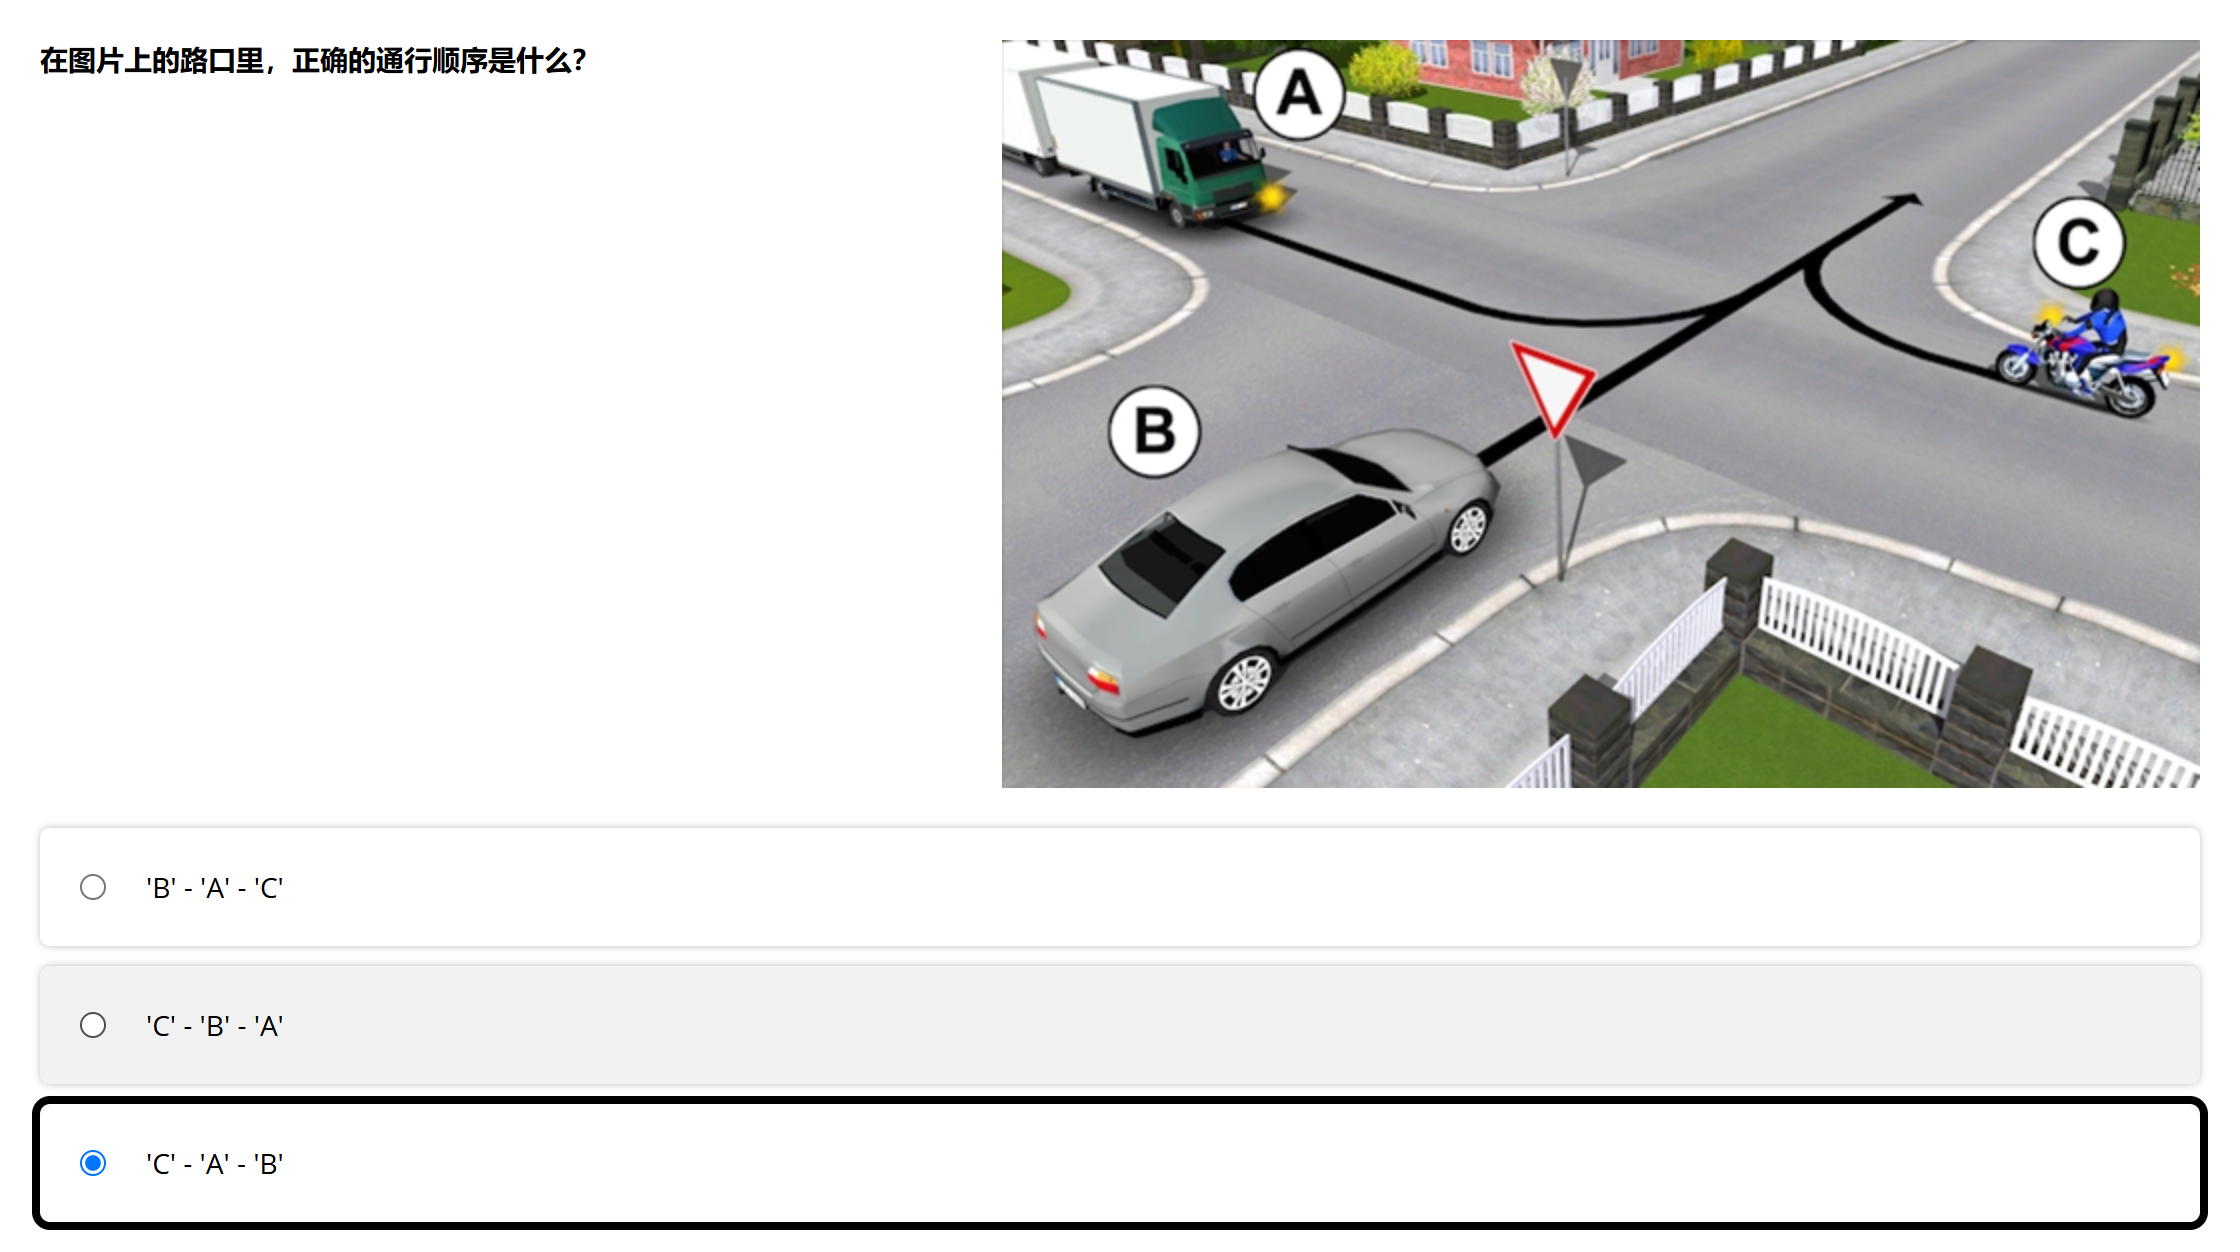 在图片上的路口里，正确的通行顺序是什么？
A
C
B
'B' - 'A' - 'C'
'C' - 'B' - 'A'
'C' - 'A' - 'B'